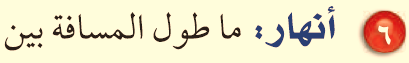 ٦ أنهار: ما طول المسافة بين